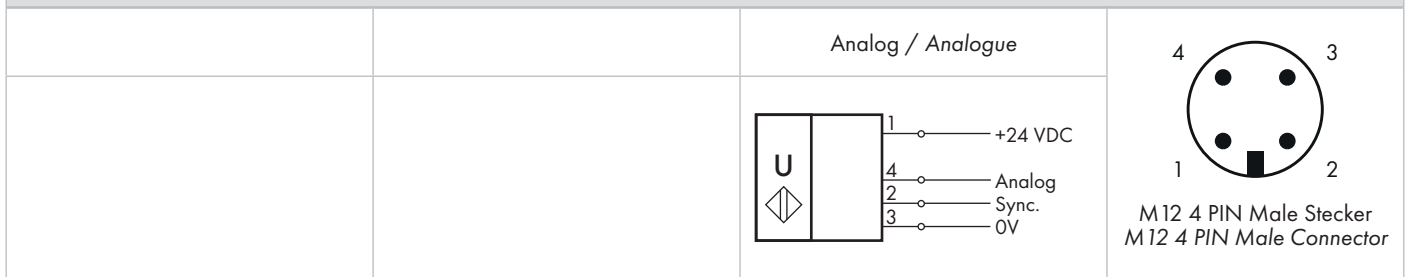 Analog / Analogue
U
1
+24 VDC
4
Analog
2
Sync.
3
0V
4
3
1
2
M12 4 PIN Male Stecker
M12 4 PIN Male Connector